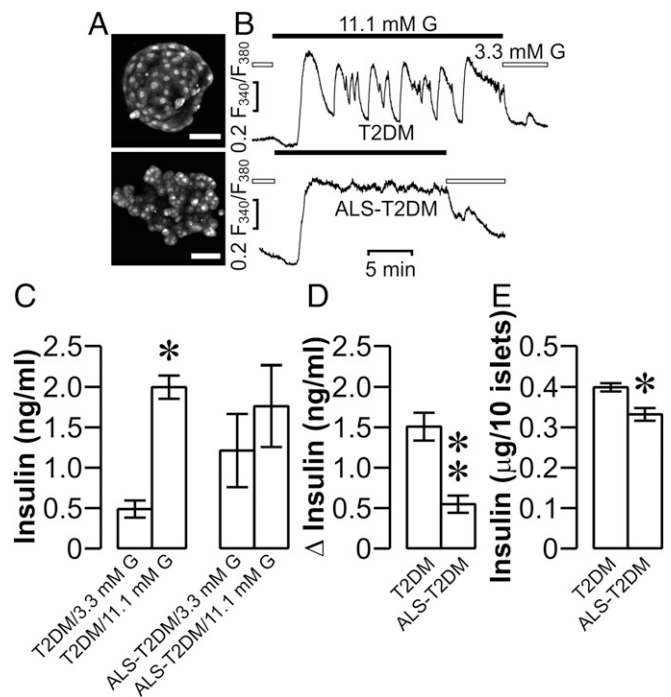 A
B
11.1 mM G
3.3 mM G
0.2 F340/F380
T2DM
0.2 F340/F380
ALS-T2DM
5 min
C
Insulin (ng/ml)
2.5
2.0
1.5
1.0
0.5
0
*
T2DM/3.3 mM G
T2DM/11.1 mM G
ALS-T2DM/3.3 mM G
ALS-T2DM/11.1 mM G
D
Δ Insulin (ng/ml)
2.5
2.0
1.5
1.0
0.5
0
**
T2DM
ALS-T2DM
E
Insulin (μg/10 islets)
0.4
0.3
0.2
0.1
0
*
T2DM
ALS-T2DM